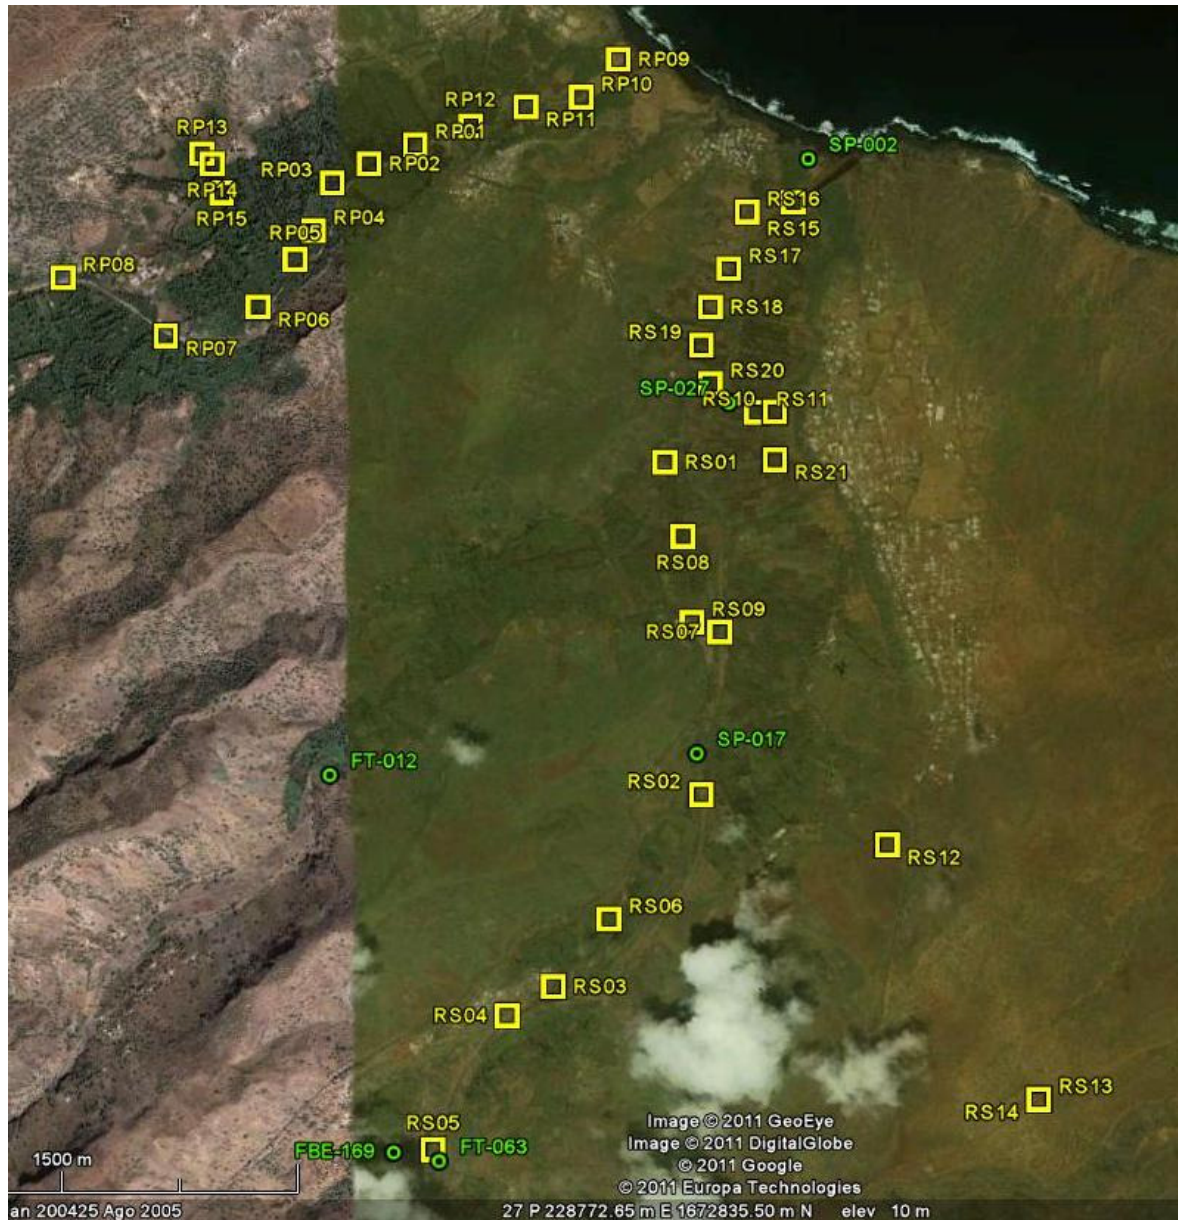 RP09
RP10
RP12
RP11
RP01
RP13
RP02
SP-002
RP03
RP14
RS16
RP15
RP04
RS15
RP05
RS17
RP08
RS18
RP06
RS19
RP07
RS20
SP-027
RS10
RS11
RS01
RS21
RS08
RS09
RS07
SP-017
FT-012
RS02
RS12
RS06
RS03
RS04
RS13
RS14
Image © 2011 GeoEye
RS05
Image © 2011 DigitalGlobe
FBE-169
FT-063
1500 m
© 2011 Google
© 2011 Europa Technologies
an 200425 Ago 2005
27 P 228772.65 m E 1672835.50 m N elev 10 m